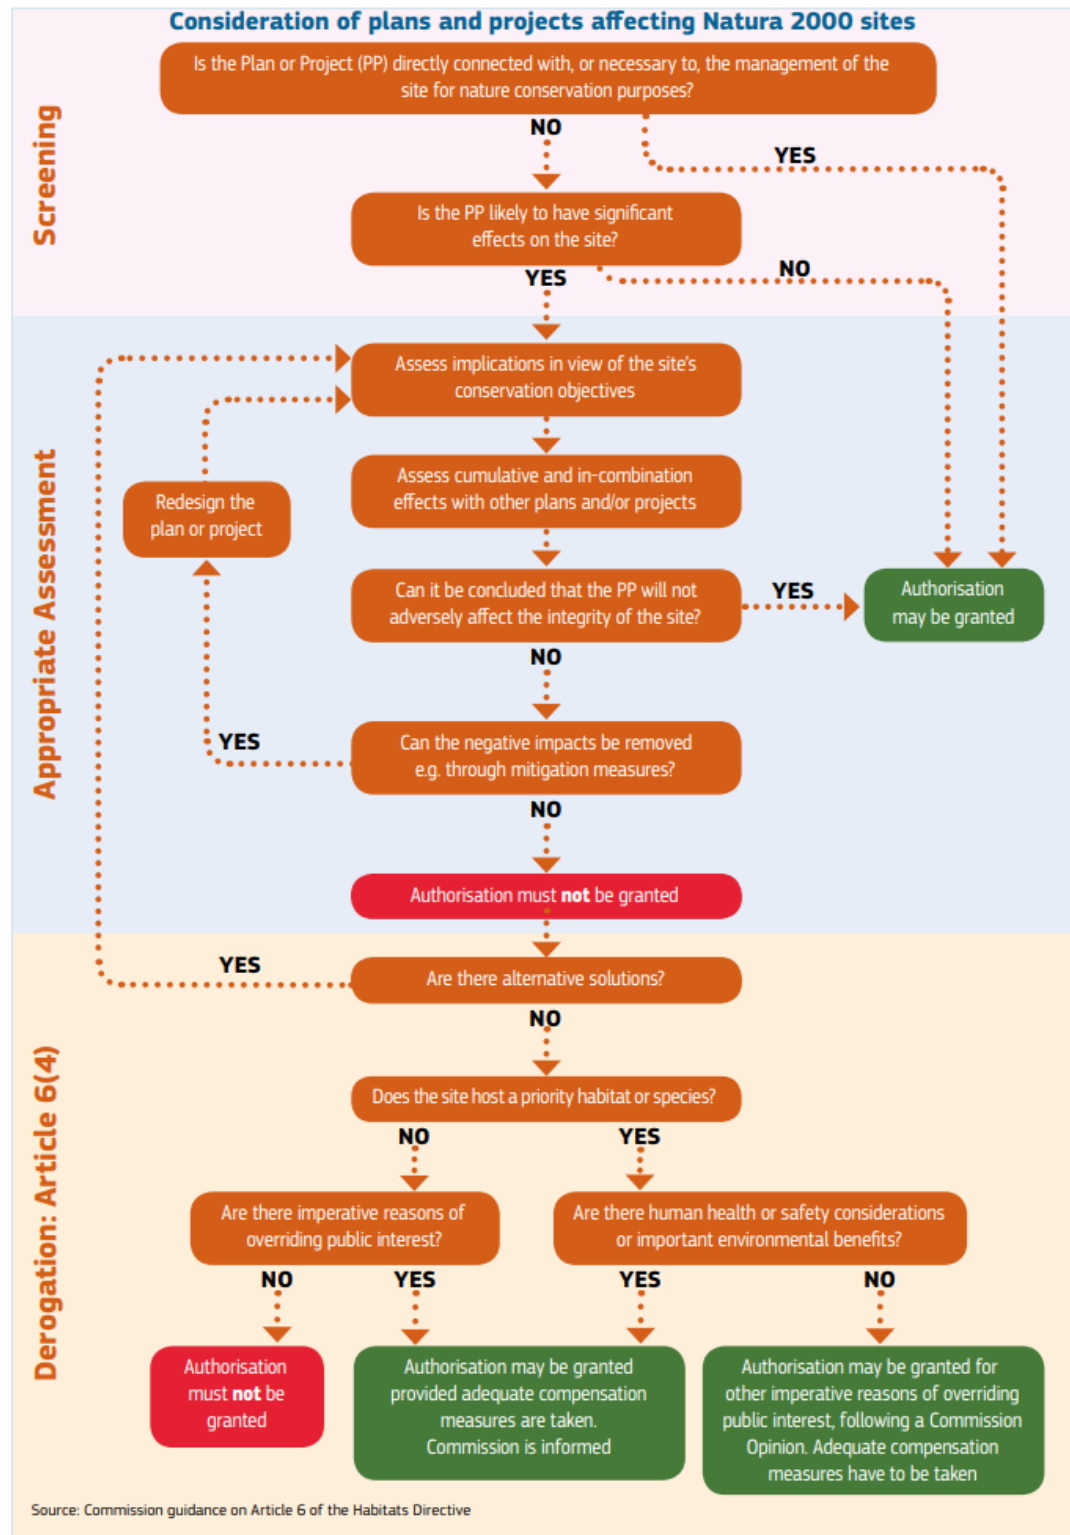 Consideration of plans and projects affecting Natura 2000 sites
Screening
Is the Plan or Project (PP) directly connected with, or necessary to, the management of the
site for nature conservation purposes?
NO
YES
Is the PP likely to have significant
effects on the site?
YES
NO
Appropriate Assessment
Assess implications in view of the site's
conservation objectives
Assess cumulative and in-combination
effects with other plans and/or projects
Redesign the
plan or project
Can it be concluded that the PP will not
adversely affect the integrity of the site?
YES
Authorisation
may be granted
NO
Can the negative impacts be removed
e.g. through mitigation measures?
YES
NO
Authorisation must not be granted
Derogation: Article 6(4)
Are there alternative solutions?
YES
NO
Does the site host a priority habitat or species?
NO
YES
Are there imperative reasons of
overriding public interest?
Are there human health or safety considerations
or important environmental benefits?
NO
YES
YES
NO
Authorisation
must not be
granted
Authorisation may be granted
provided adequate compensation
measures are taken.
Commission is informed
Authorisation may be granted for
other imperative reasons of overriding
public interest, following a Commission
Opinion. Adequate compensation
measures have to be taken
Source: Commission guidance on Article 6 of the Habitats Directive